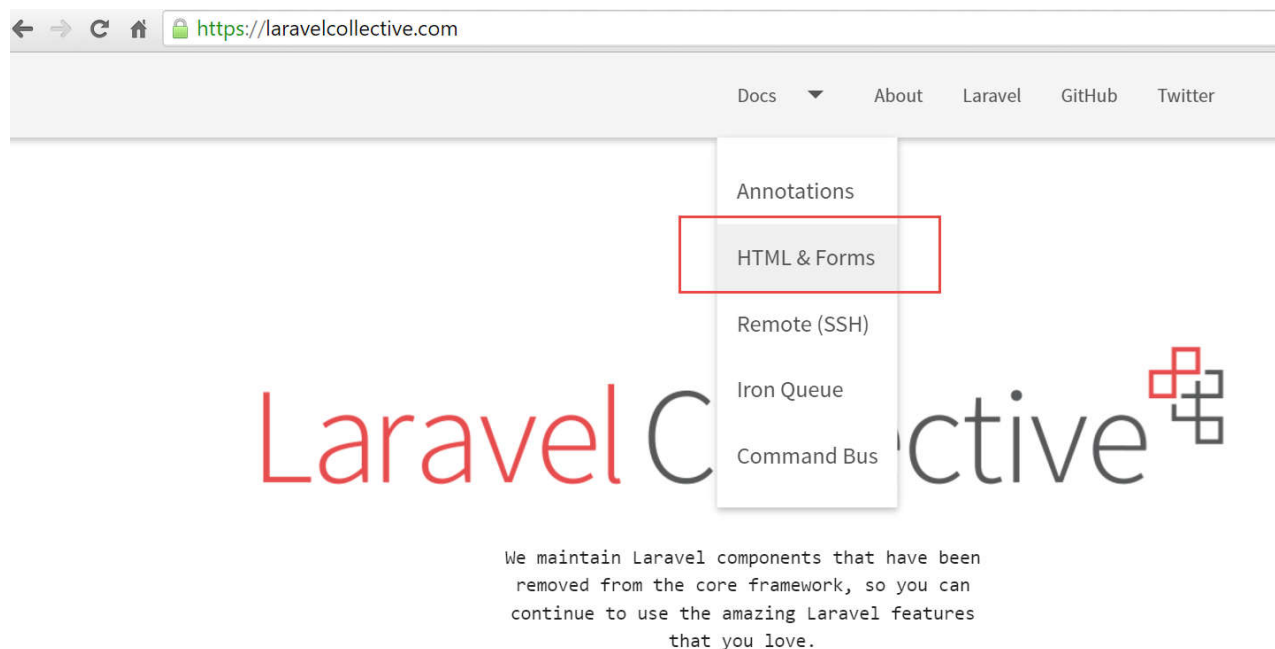 https://laravelcollective.com
Docs About Laravel GitHub Twitter
Annotations
HTML & Forms
Remote (SSH)
Iron Queue
Command Bus
Laravel C ctive
We maintain Laravel components that have been
removed from the core framework, so you can
continue to use the amazing Laravel features
that you love.